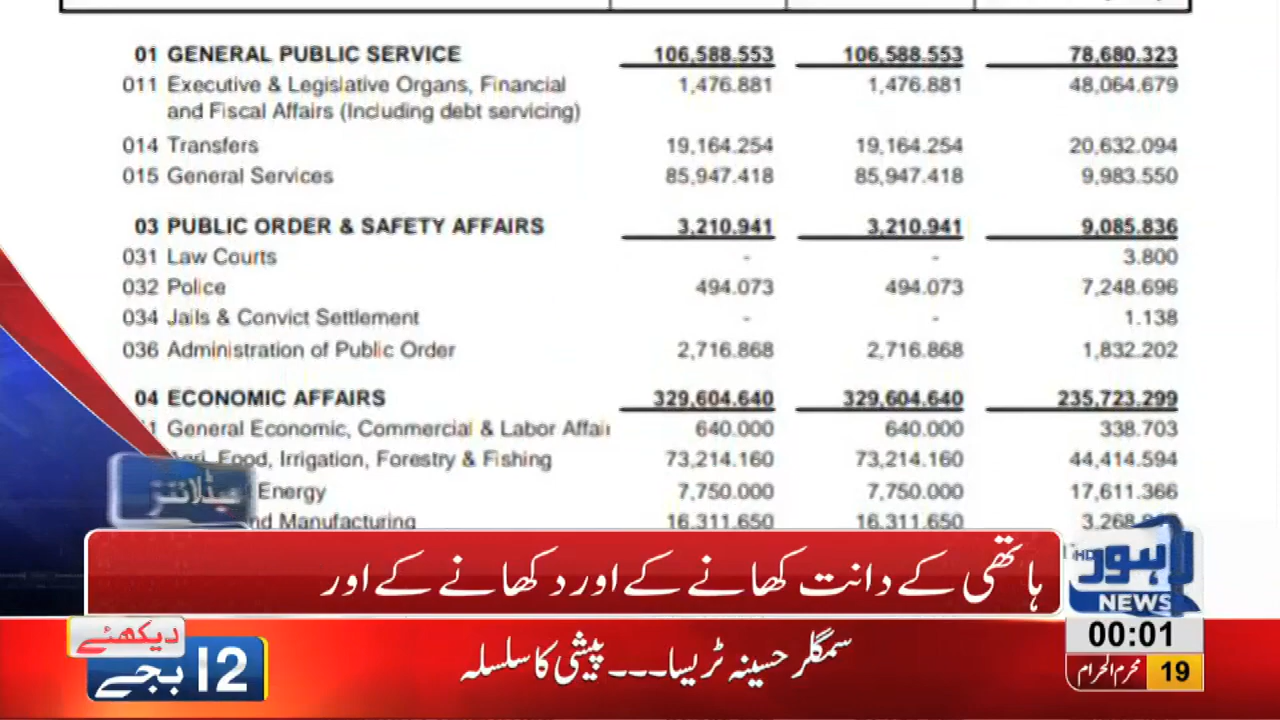 01 GENERAL PUBLIC SERVICE 106,588.553 106,588.553 78,680.323
011 Executive & Legislative Organs, Financial 1,476.881 1,476.881 48,064.679
and Fiscal Affairs (Including debt servicing)
014 Transfers 19,164.254 19,164.254 20,632.094
015 General Services 85,947.418 85,947.418 9,983.550
03 PUBLIC ORDER & SAFETY AFFAIRS 3,210.941 3,210.941 9,085.836
031 Law Courts - - 3.800
032 Police 494.073 494.073 7,248.696
034 Jails & Convict Settlement - - 1.138
036 Administration of Public Order 2,716.868 2,716.868 1,832.202
04 ECONOMIC AFFAIRS 329,604.640 329,604.640 235,723.299
General Economic, Commercial & Labor Affair 640.000 640.000 338.703
Agri, Food, Irrigation, Forestry & Fishing 73,214.160 73,214.160 44,414.594
Energy 7,750.000 7,750.000 17,611.366
Manufacturing 16,311.650 16,311.650
ہیڈلائنز
ہاتھی کے دانت کھانے کے اور دکھانے کے اور
HD لاہور
NEWS
00:01
19 محرم الحرام
دیکھئے
12 بجے
سمگلر حسینہ ٹریسا۔۔۔ پیشی کا سلسلہ